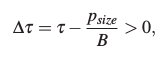 Δτ = τ − p_size / B > 0,